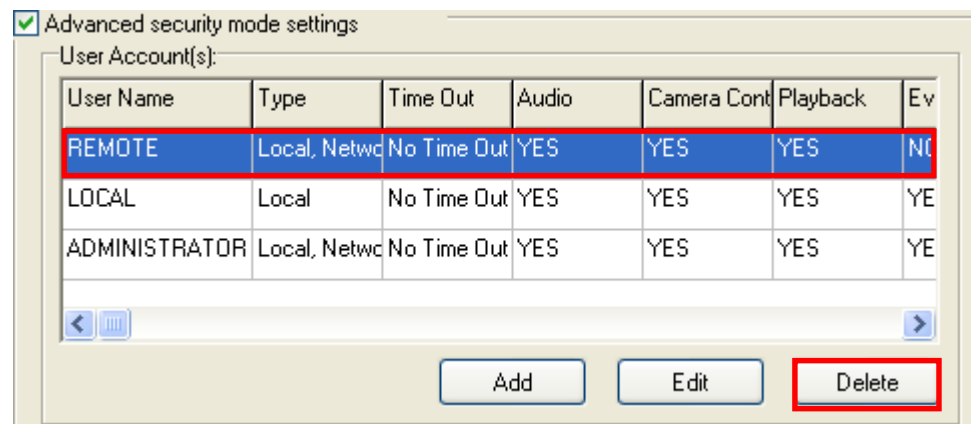 Advanced security mode settings
User Account(s):
User Name Type Time Out Audio Camera Cont Playback Ev
REMOTE Local, Netwo No Time Out YES YES YES NO
LOCAL Local No Time Out YES YES YES YE
ADMINISTRATOR Local, Netwo No Time Out YES YES YES YE
Add Edit Delete